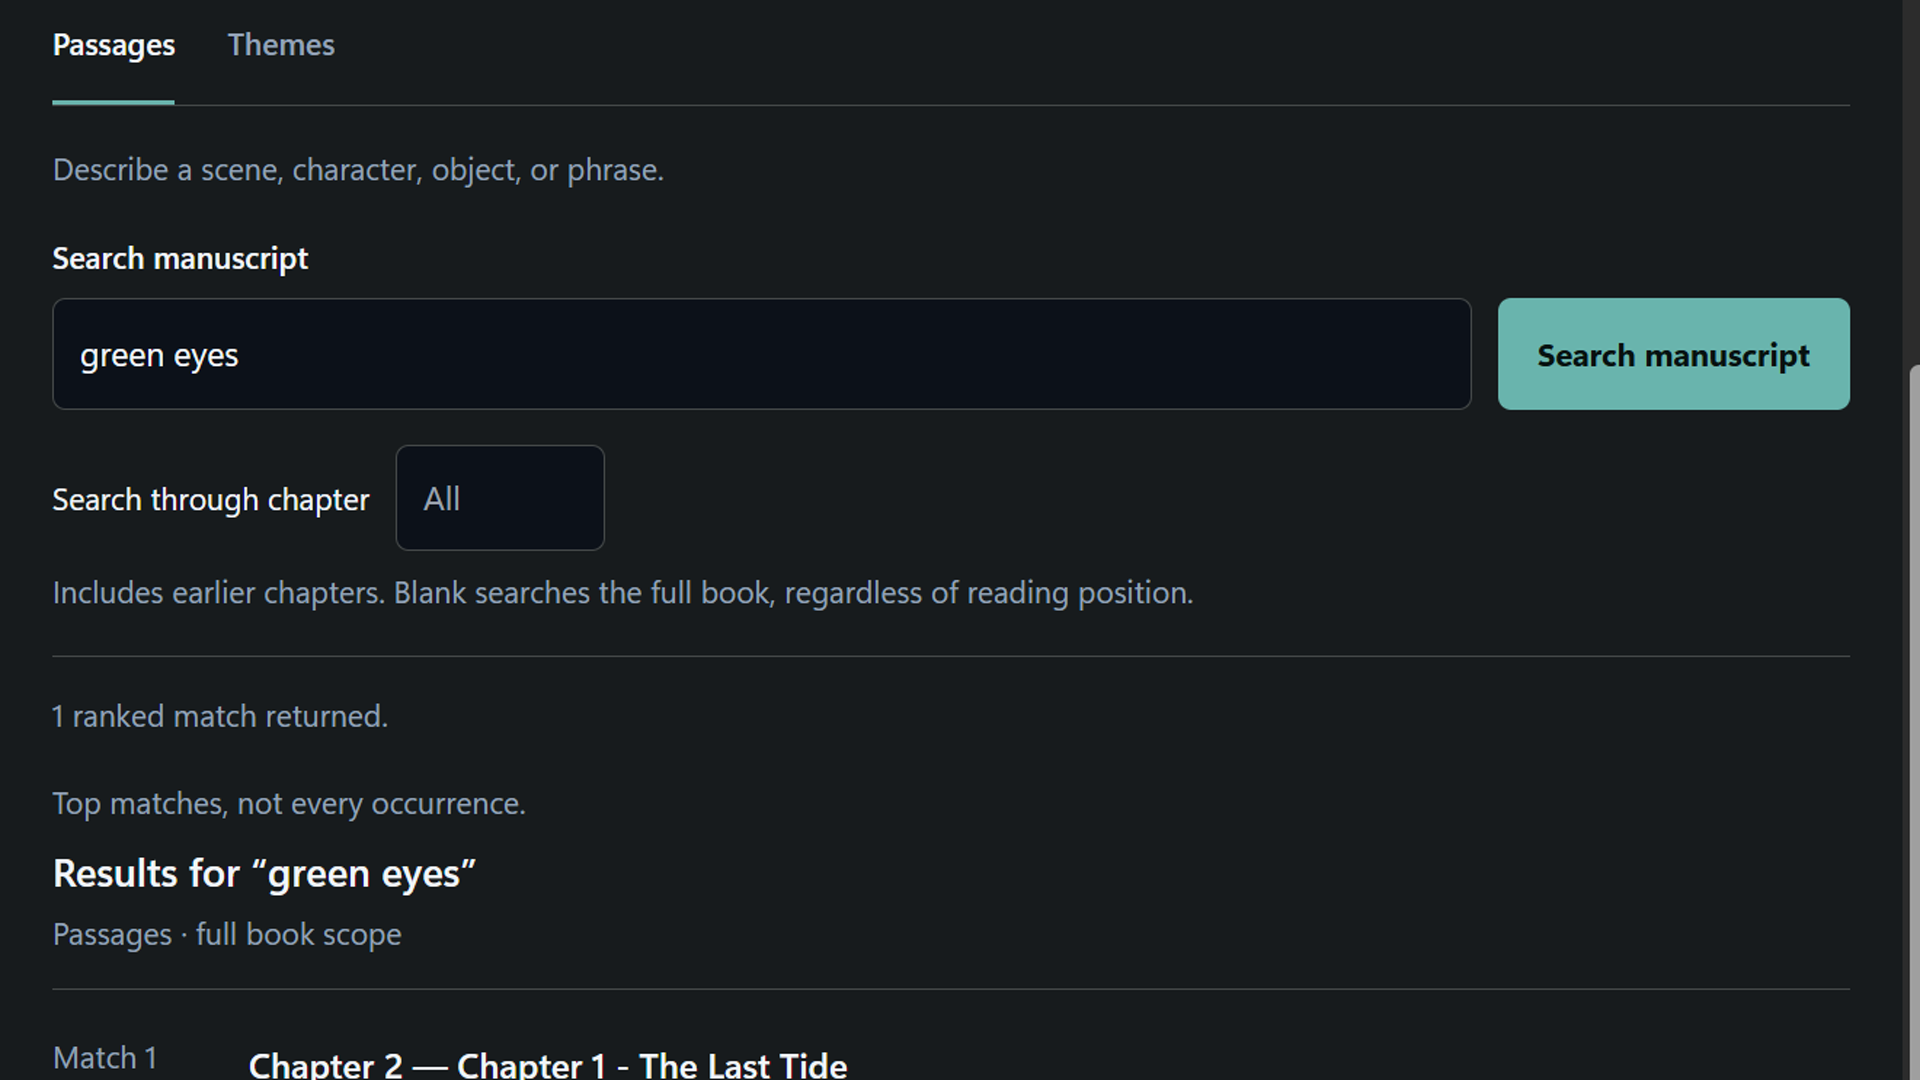 Passages Themes
Describe a scene, character, object, or phrase.
Search manuscript
green eyes
Search manuscript
Search through chapter All
Includes earlier chapters. Blank searches the full book, regardless of reading position.
1 ranked match returned.
Top matches, not every occurrence.
Results for “green eyes”
Passages · full book scope
Match 1 Chapter 2 — Chapter 1 - The Last Tide